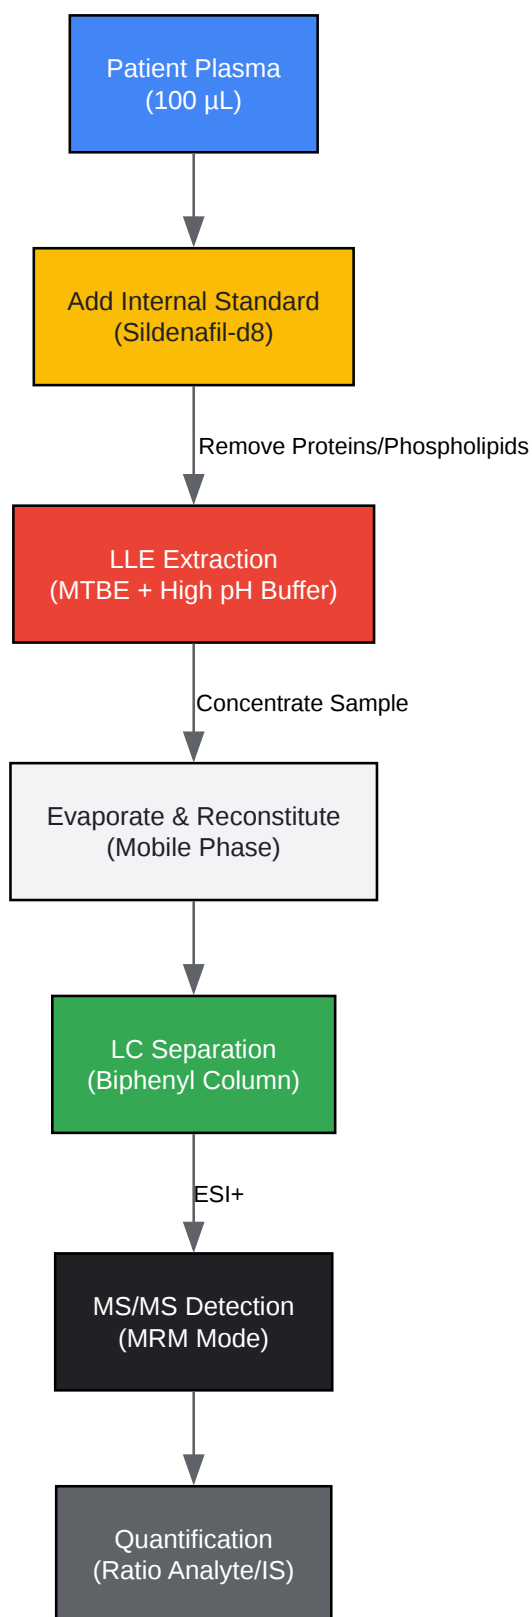 Patient Plasma
(100 µL)
Add Internal Standard
(Sildenafil-d8)
Remove Proteins/Phospholipids
LLE Extraction
(MTBE + High pH Buffer)
Concentrate Sample
Evaporate & Reconstitute
(Mobile Phase)
LC Separation
(Biphenyl Column)
ESI+
MS/MS Detection
(MRM Mode)
Quantification
(Ratio Analyte/IS)